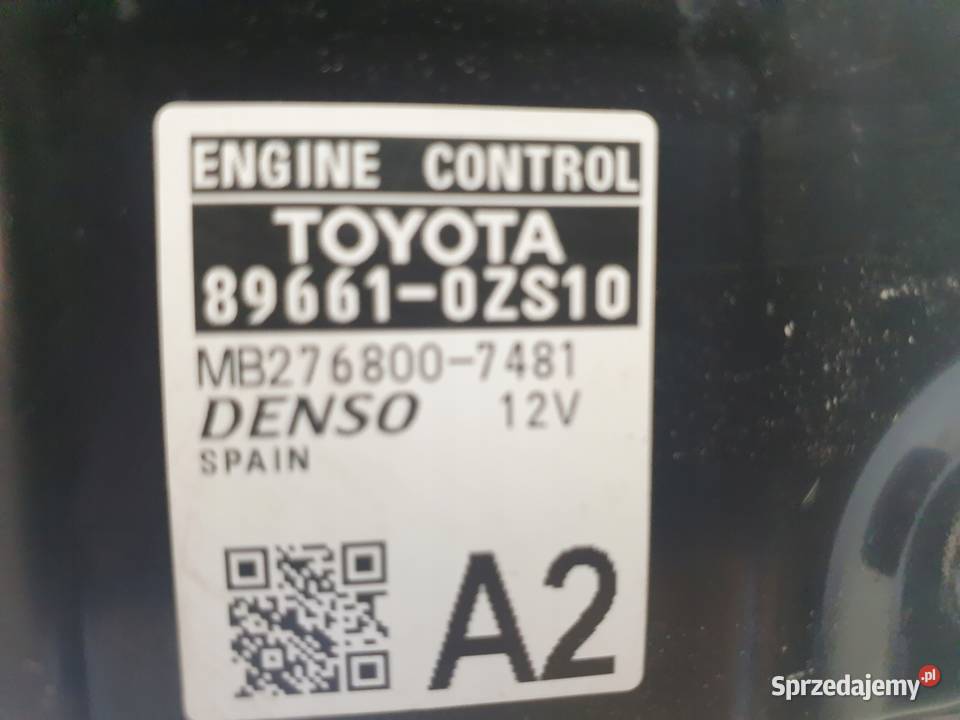 ENGINE CONTROL
TOYOTA
89661-0ZS10
MB276800-7481
DENSO 12V
SPAIN
A2
Sprzedajemy.pl